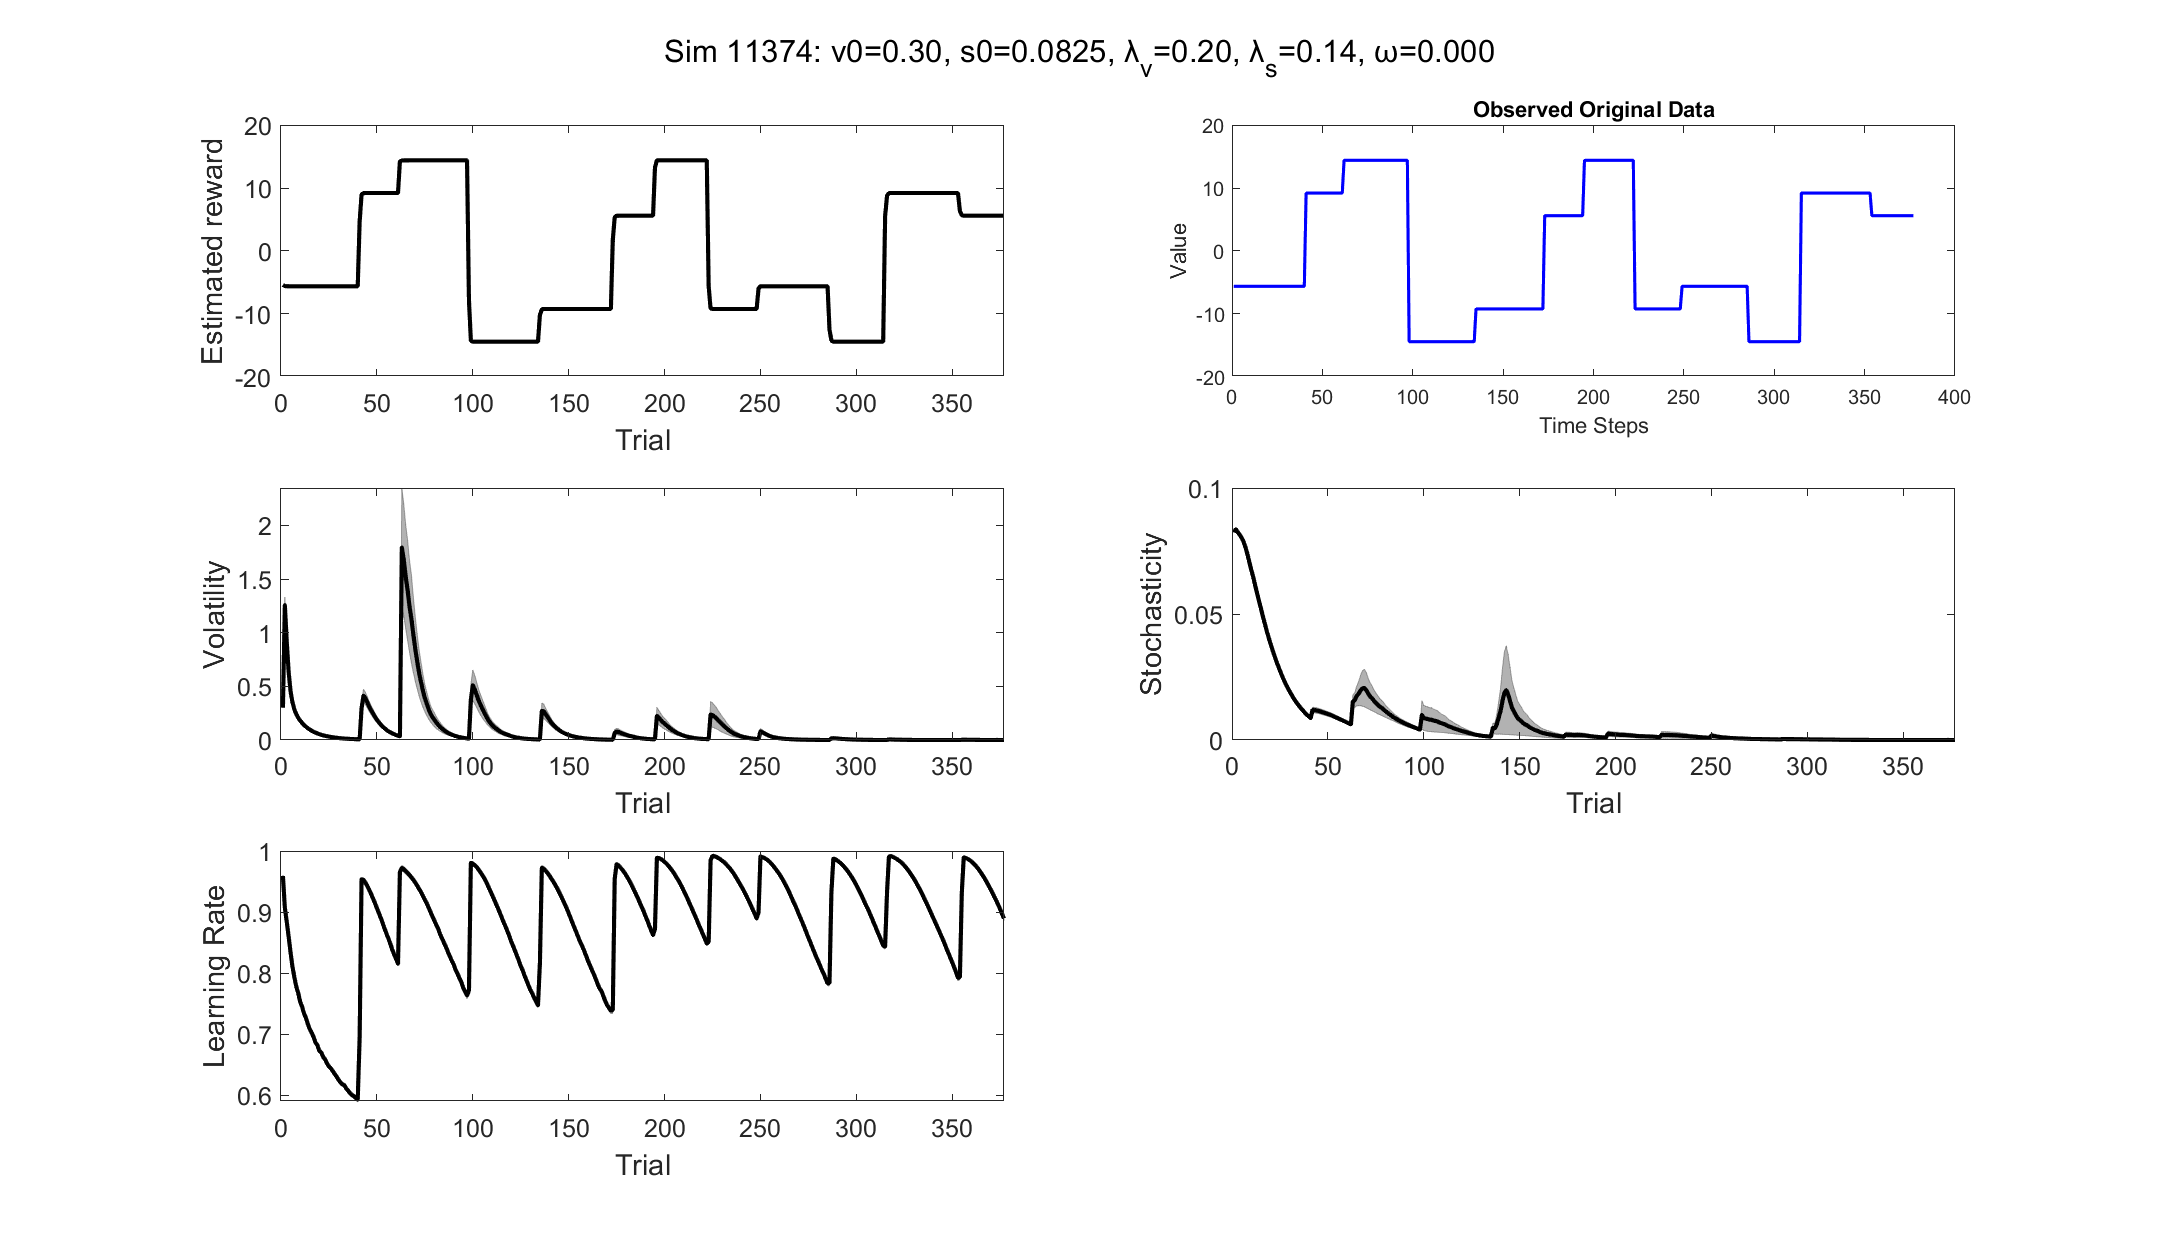 Sim 11374: v0=0.30, s0=0.0825, λ_v=0.20, λ_s=0.14, ω=0.000
20
10
0
-10
-20
Estimated reward
0 50 100 150 200 250 300 350
Trial
Observed Original Data
20
10
0
-10
-20
Value
0 50 100 150 200 250 300 350 400
Time Steps
2
1.5
1
0.5
0
Volatility
0 50 100 150 200 250 300 350
Trial
0.1
0.05
0
Stochasticity
0 50 100 150 200 250 300 350
Trial
1
0.9
0.8
0.7
0.6
Learning Rate
0 50 100 150 200 250 300 350
Trial